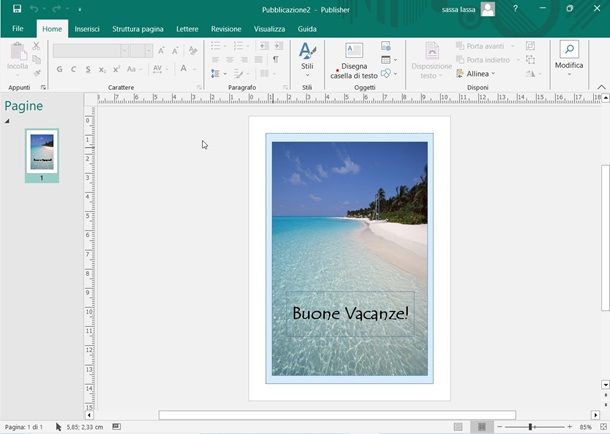 Pubblicazione2 - Publisher
sassa lassa
?
File Home Inserisci Struttura pagina Lettere Revisione Visualizza Guida
Incolla
G C S x₂ x² Aa AV A
Stili
Disegna casella di testo
Disposizione testo
Porta avanti
Porta indietro
Allinea
Modifica
Appunti Carattere Paragrafo Oggetti Disponi
Pagine
1
Buone Vacanze!
Pagina: 1 di 1
5,85; 2,33 cm
85%